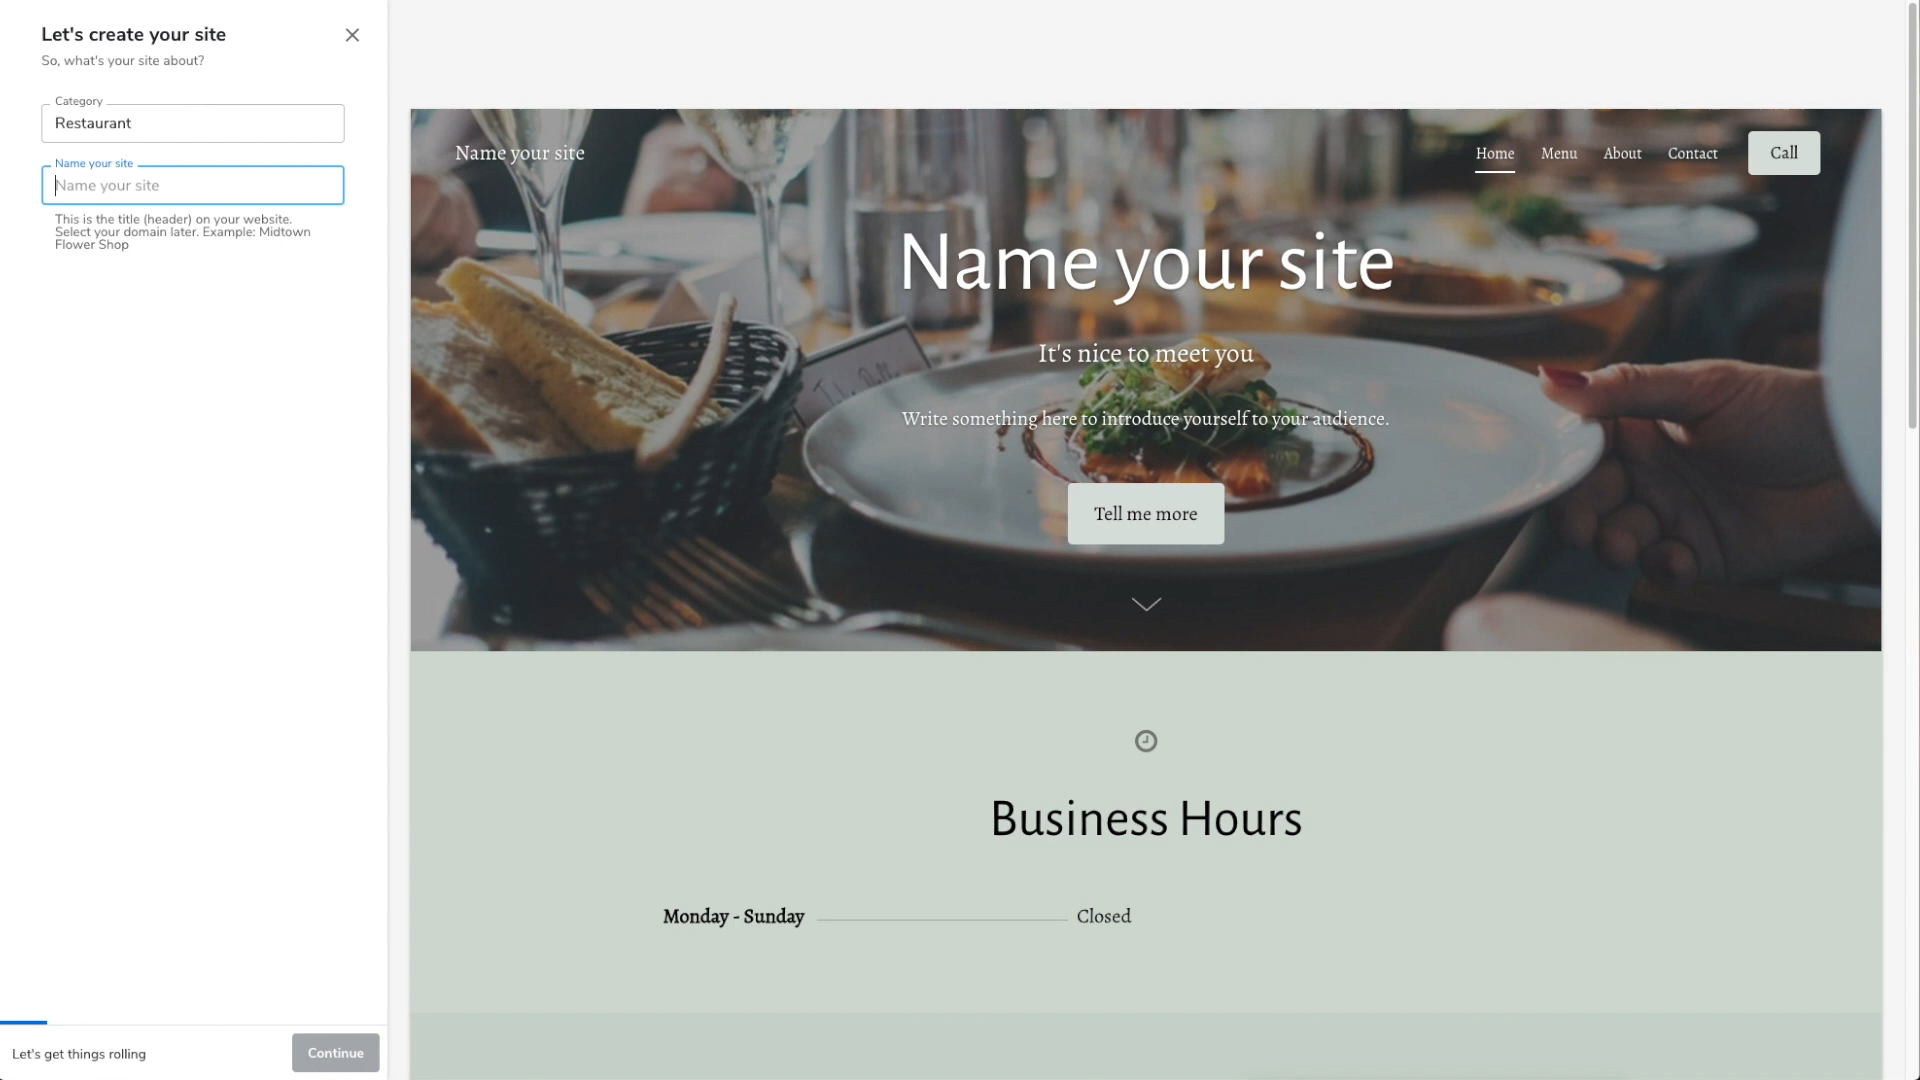 Let's create your site
So, what's your site about?
Category
Restaurant
Name your site
Name your site
This is the title (header) on your website.
Select your domain later. Example: Midtown
Flower Shop
Let's get things rolling
Continue
Name your site
Home Menu About Contact Call
Name your site
It's nice to meet you
Write something here to introduce yourself to your audience.
Tell me more
Business Hours
Monday - Sunday Closed